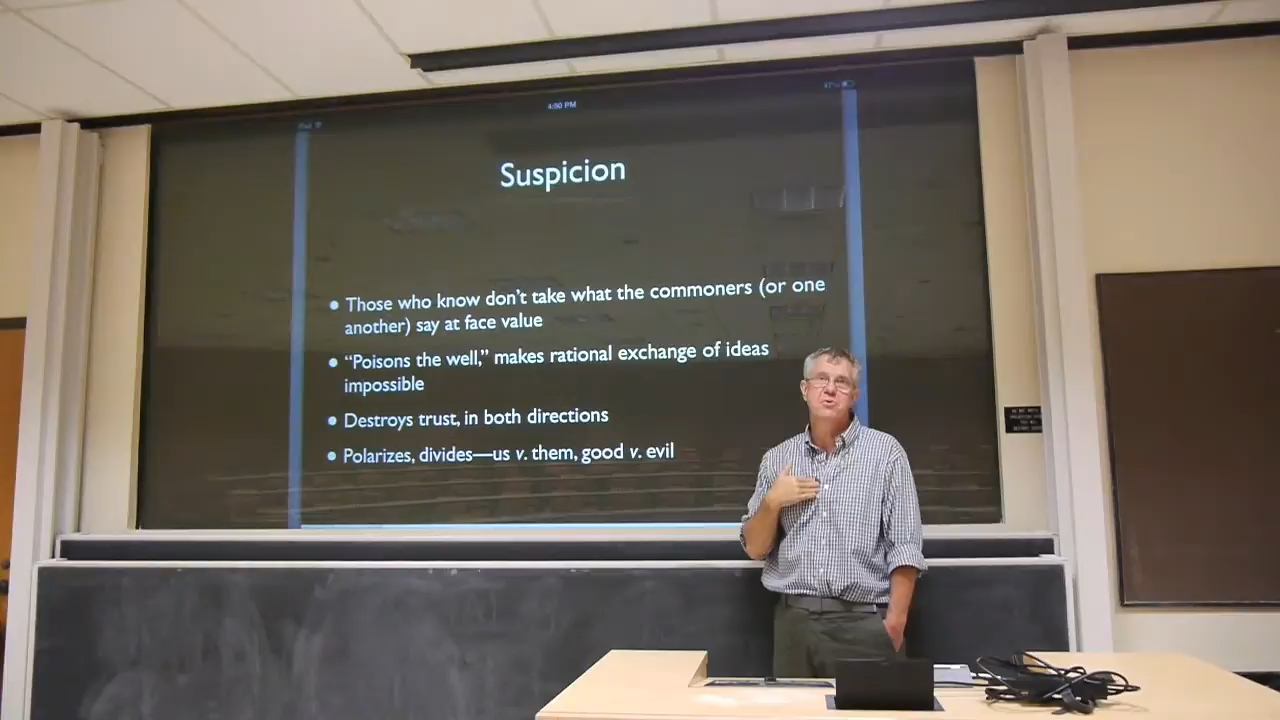 4:50 PM
iPad
Suspicion
• Those who know don't take what the commoners (or one
another) say at face value
• “Poisons the well,” makes rational exchange of ideas
impossible
• Destroys trust, in both directions
• Polarizes, divides—us v. them, good v. evil